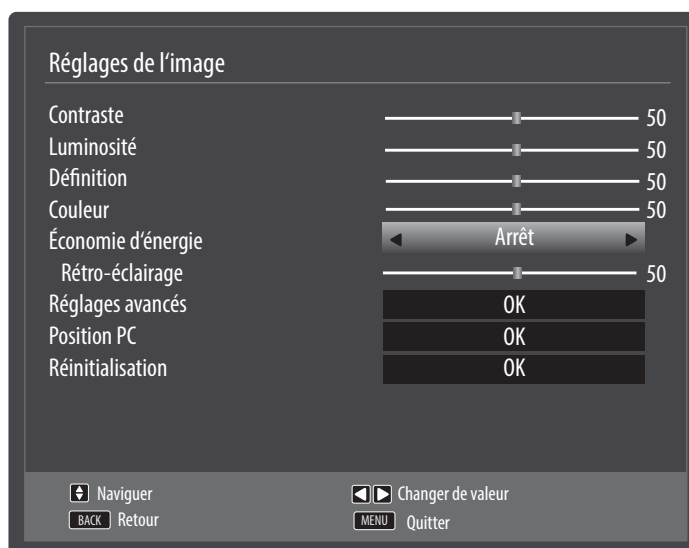 Réglages de l‘image
Contraste 50
Luminosité 50
Définition 50
Couleur 50
Économie d‘énergie Arrêt
Rétro-éclairage 50
Réglages avancés OK
Position PC OK
Réinitialisation OK
Naviguer Changer de valeur
BACK Retour MENU Quitter